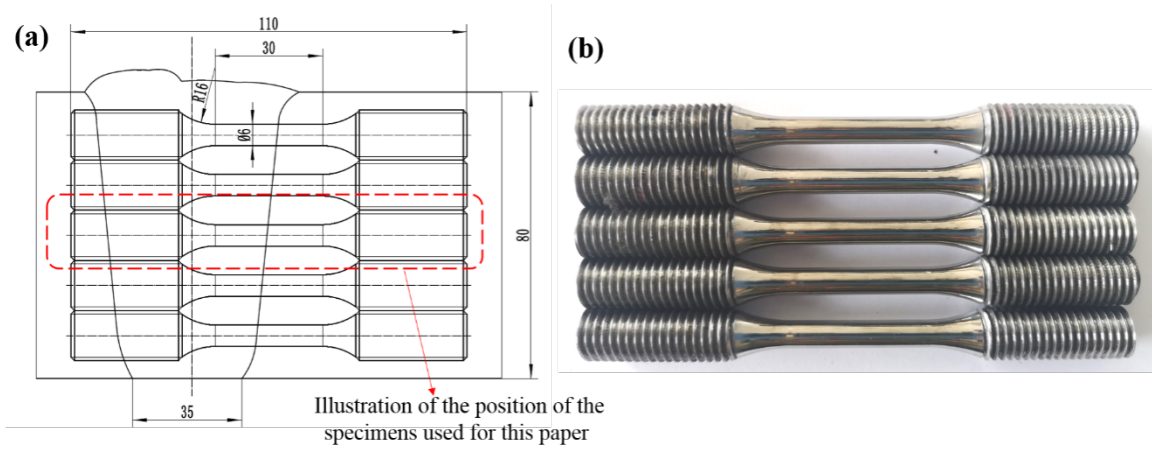 (a)
110
30
R16
Ø6
80
35
Illustration of the position of the
specimens used for this paper
(b)